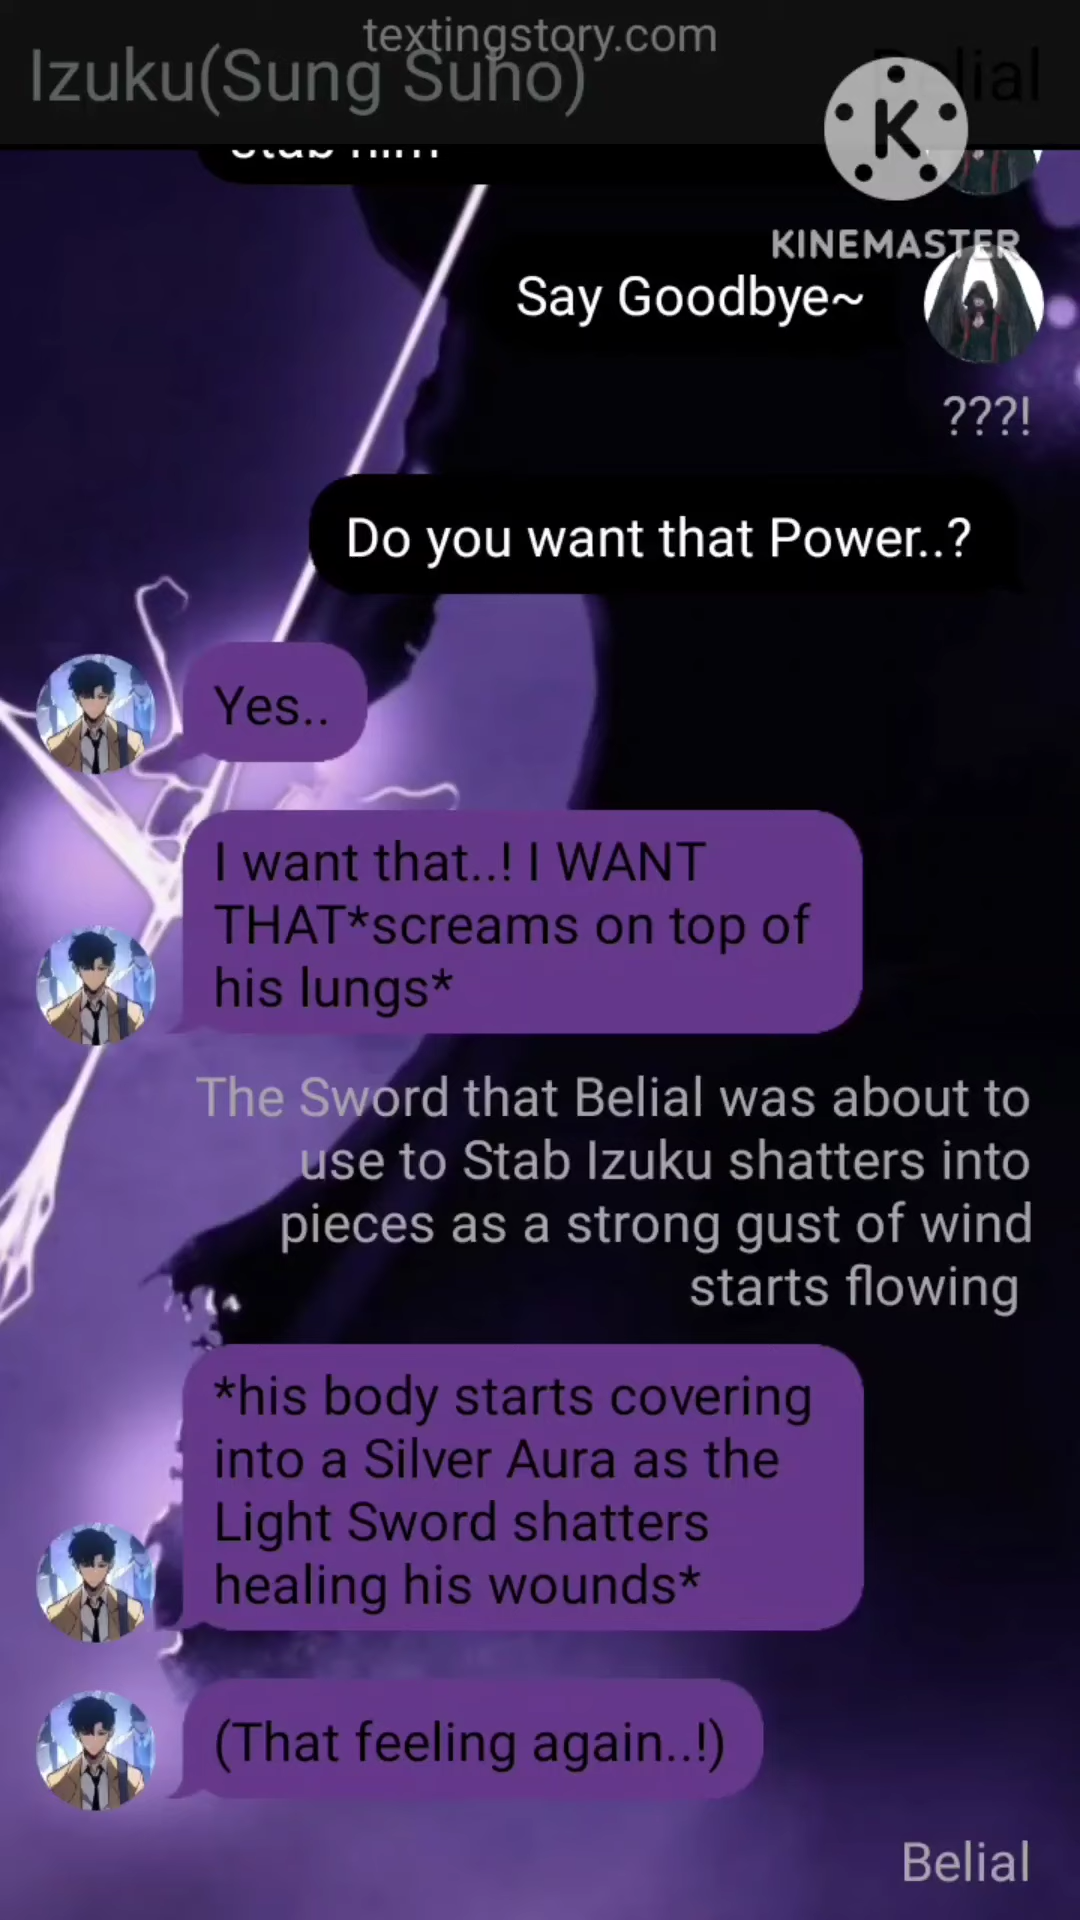 textingstory.com
Izuku(Sung Suho)
Belial
stab him
KINEMASTER
Say Goodbye~
???!
Do you want that Power..?
Yes..
I want that..! I WANT
THAT*screams on top of
his lungs*
The Sword that Belial was about to
use to Stab Izuku shatters into
pieces as a strong gust of wind
starts flowing
*his body starts covering
into a Silver Aura as the
Light Sword shatters
healing his wounds*
(That feeling again..!)
Belial